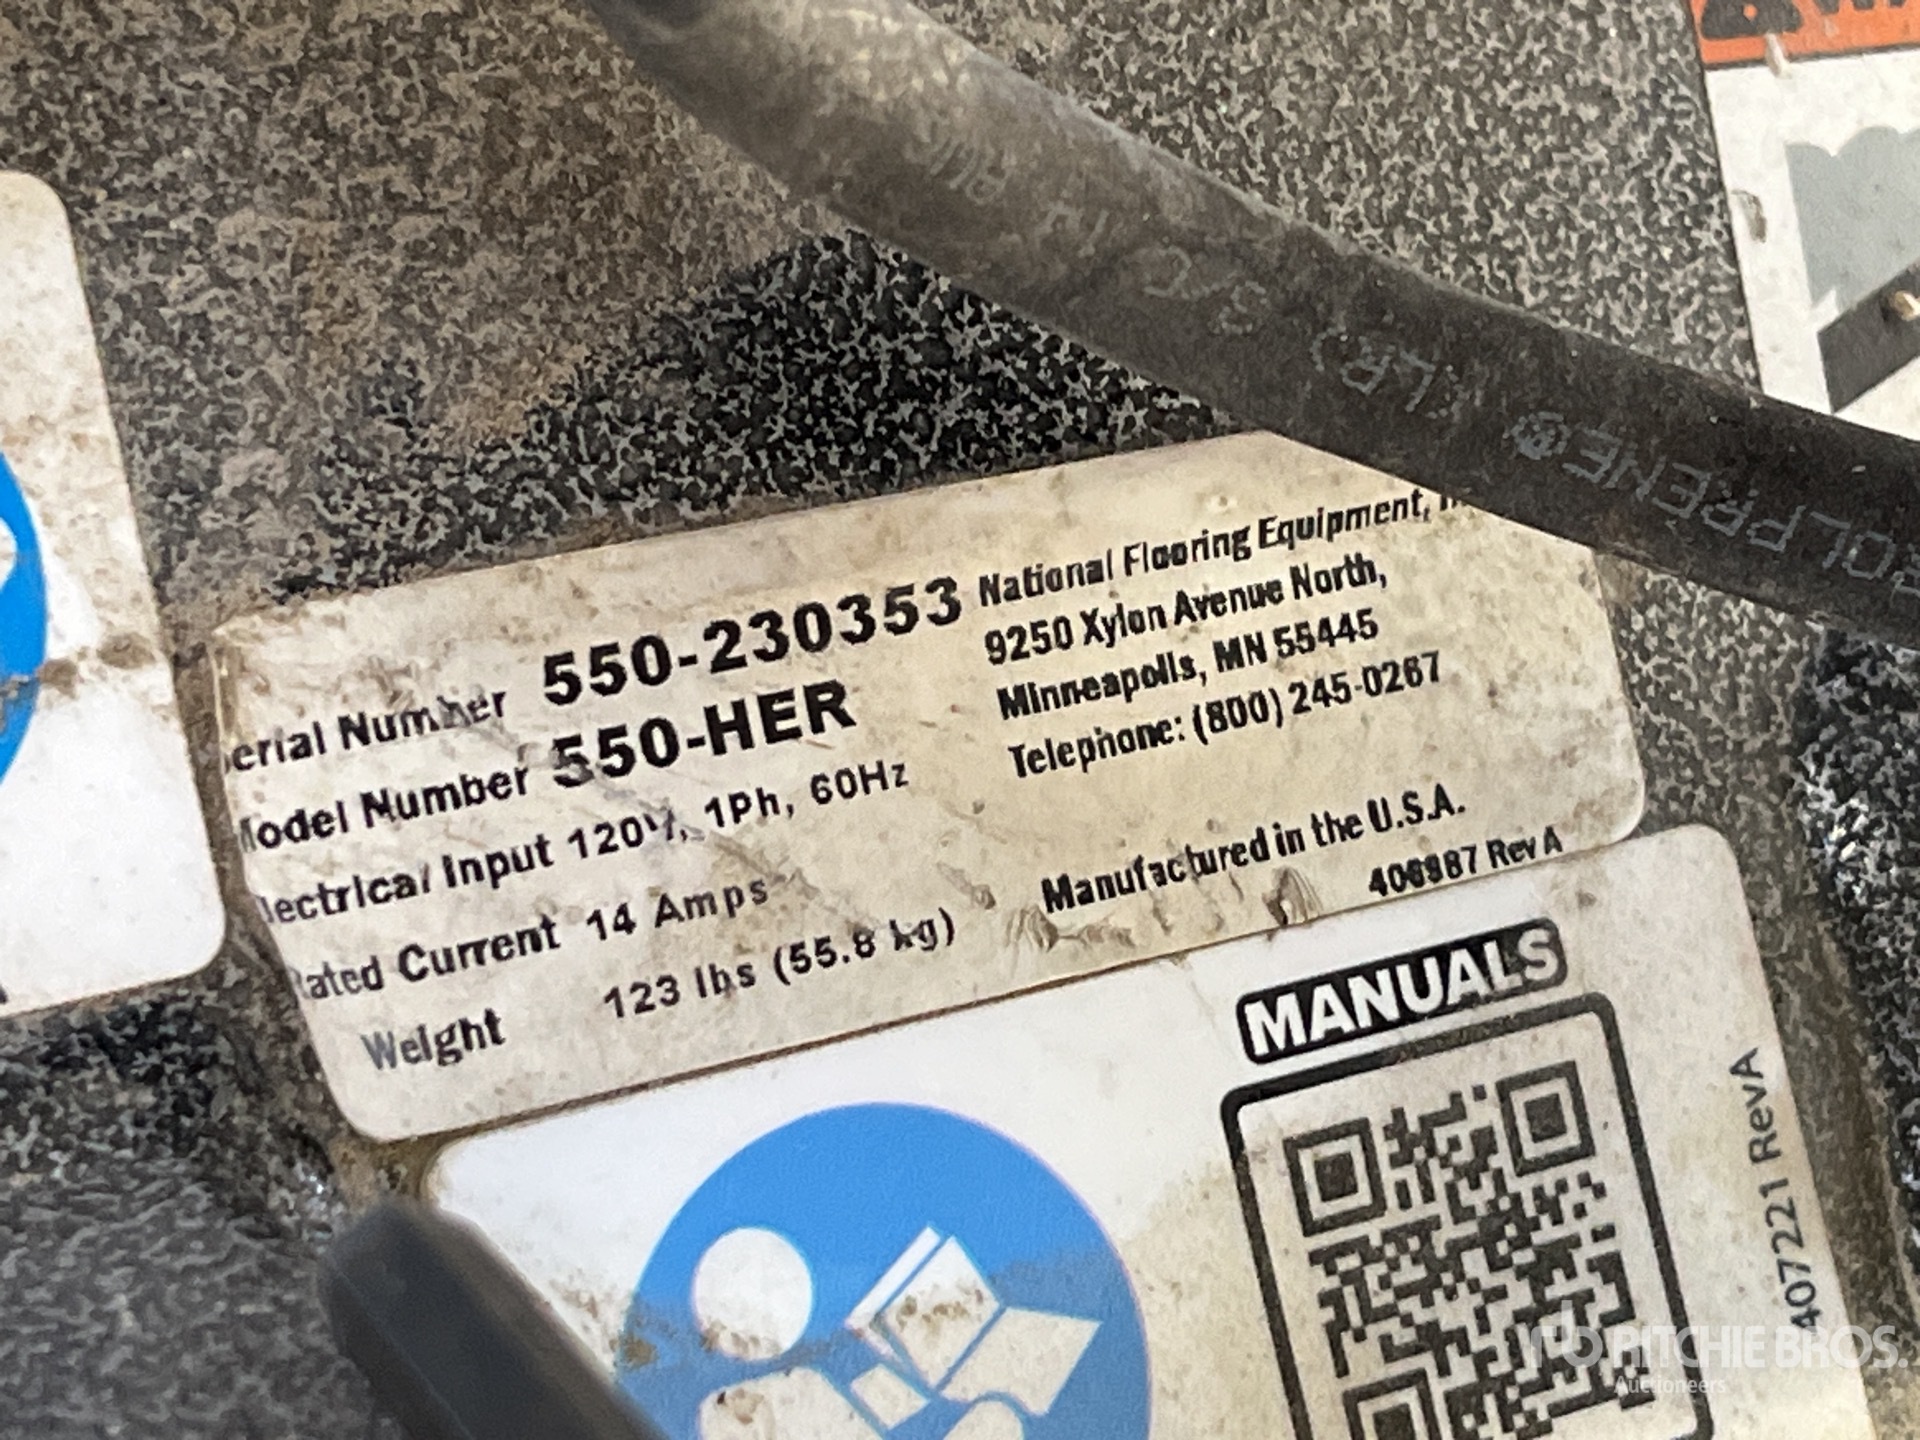 Serial Number 550-230353
Model Number 550-HER
Electrical Input 120V, 1Ph, 60Hz
Rated Current 14 Amps
Weight 123 lbs (55.8 kg)
National Flooring Equipment,
9250 Xylon Avenue North,
Minneapolis, MN 55445
Telephone: (800) 245-0267
Manufactured in the U.S.A.
406987 Rev A
MANUALS
407221 RevA
RITCHIE BROS.
Auctioneers